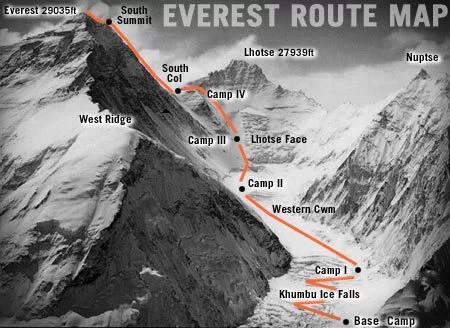 EVEREST ROUTE MAP
Everest 29035ft
South
Summit
Lhotse 27939ft
Nuptse
South
Col
Camp IV
West Ridge
Camp III
Lhotse Face
Camp II
Western Cwm
Camp I
Khumbu Ice Falls
Base Camp